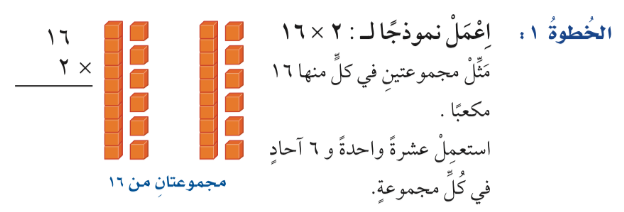 الخُطوةُ ١ :
اِعْمَلْ نموذجًا لـ : ٢ × ١٦
مَثِّلْ مجموعتينِ في كلٍّ منها ١٦
مكعبًا .
استعمِلْ عشرةً واحدةً و ٦ آحادٍ
في كُلِّ مجموعةٍ.
١٦
٢ ×
مجموعتانِ من ١٦